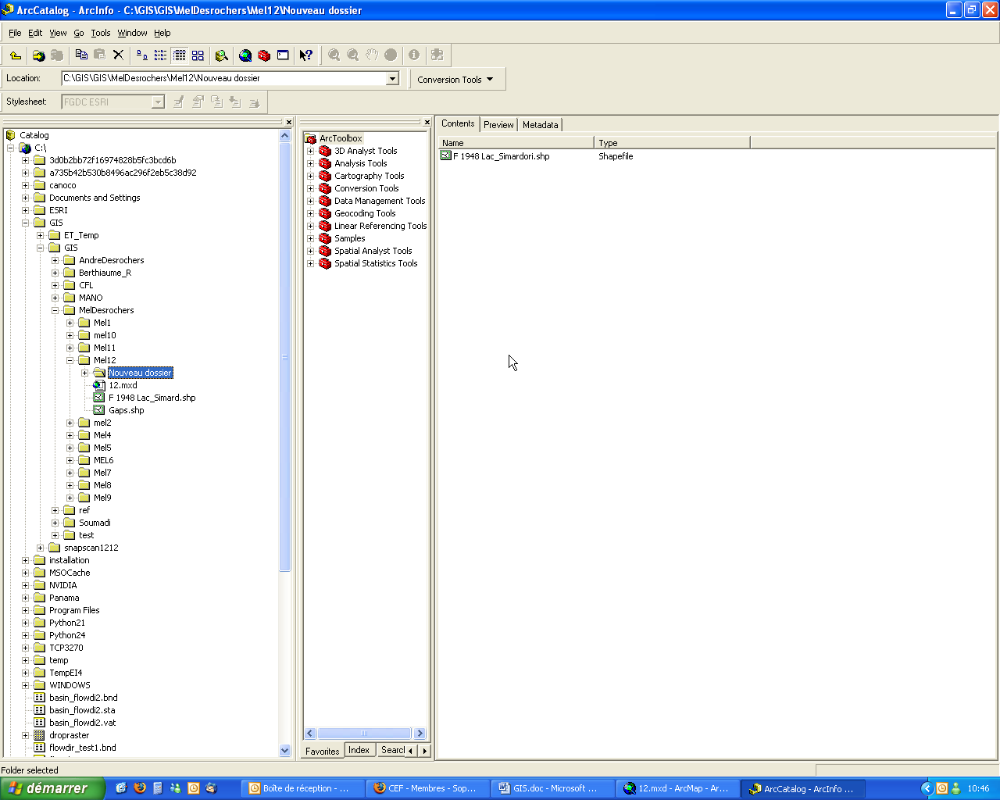 ArcCatalog - ArcInfo - C:\GIS\GIS\MelDesrochers\Mel12\Nouveau dossier
File Edit View Go Tools Window Help
Location: C:\GIS\GIS\MelDesrochers\Mel12\Nouveau dossier Conversion Tools
Stylesheet: FGDC ESRI
Catalog
C:\
3d0b2bb72f16974828b5fc3bcd6b
a735b42b530b8496ac296f2eb5c38d92
canoco
Documents and Settings
ESRI
GIS
ET_Temp
GIS
AndreDesrochers
Berthiaume_R
CFL
MANO
MelDesrochers
Mel1
mel10
Mel11
Mel12
Nouveau dossier
12.mxd
F 1948 Lac_Simard.shp
Gaps.shp
mel2
Mel4
Mel5
MEL6
Mel7
Mel8
Mel9
ref
Soumadi
test
snapscan1212
installation
MSOCache
NVIDIA
Panama
Program Files
Python21
Python24
TCP3270
temp
TempEI4
WINDOWS
basin_flowdi2.bnd
basin_flowdi2.sta
basin_flowdi2.vat
dropraster
flowdir_test1.bnd
ArcToolbox
3D Analyst Tools
Analysis Tools
Cartography Tools
Conversion Tools
Data Management Tools
Geocoding Tools
Linear Referencing Tools
Samples
Spatial Analyst Tools
Spatial Statistics Tools
Favorites Index Searcl
Contents Preview Metadata
Name Type
F 1948 Lac_Simardori.shp Shapefile
Folder selected
démarrer Boîte de réception - ... CEF - Membres - Sop... GIS.doc - Microsoft ... 12.mxd - ArcMap - Ar... ArcCatalog - ArcInfo ... 10:46